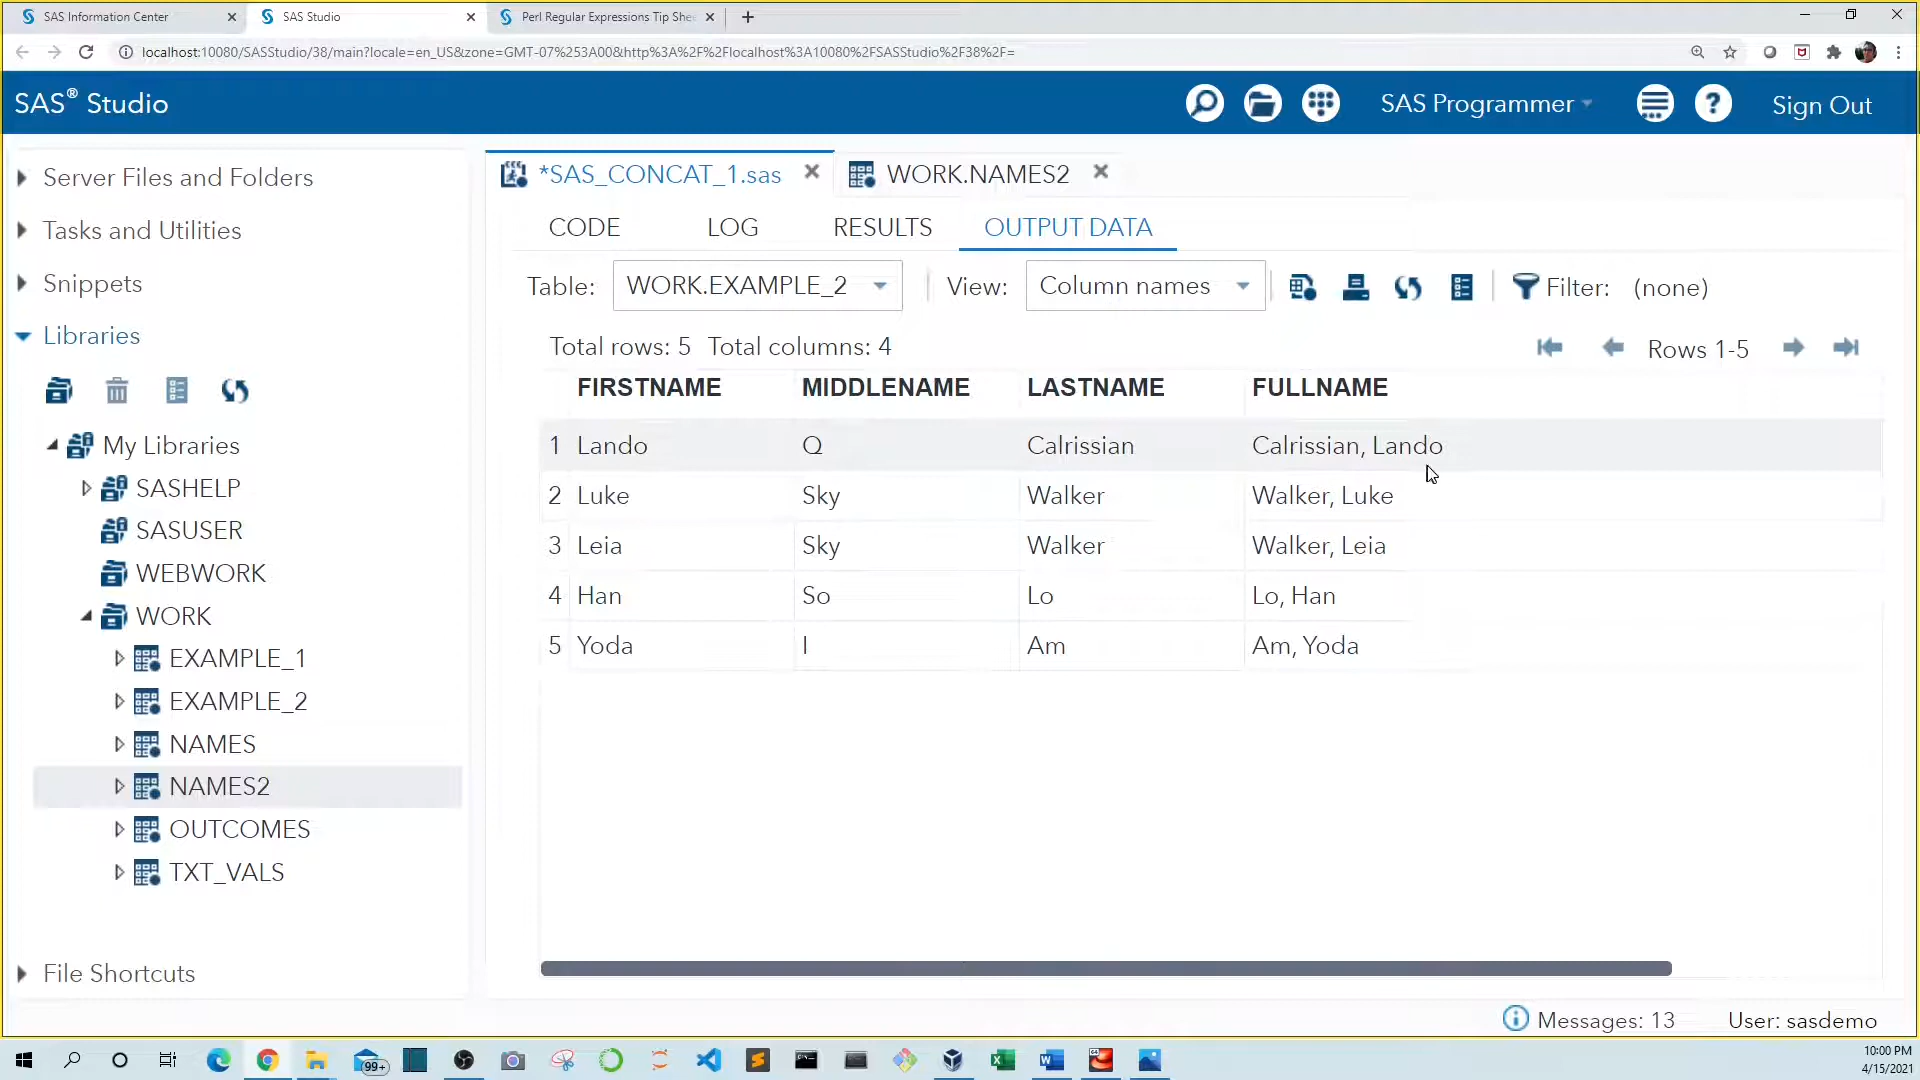 SAS Information Center
SAS Studio
Perl Regular Expressions Tip Shee
localhost:10080/SASStudio/38/main?locale=en_US&zone=GMT-07%253A00&http%3A%2F%2Flocalhost%3A10080%2FSASStudio%2F38%2F=
SAS® Studio
SAS Programmer
?
Sign Out
Server Files and Folders
Tasks and Utilities
Snippets
Libraries
My Libraries
SASHELP
SASUSER
WEBWORK
WORK
EXAMPLE_1
EXAMPLE_2
NAMES
NAMES2
OUTCOMES
TXT_VALS
File Shortcuts
*SAS_CONCAT_1.sas
WORK.NAMES2
CODE LOG RESULTS OUTPUT DATA
Table: WORK.EXAMPLE_2 View: Column names Filter: (none)
Total rows: 5 Total columns: 4 Rows 1-5
FIRSTNAME MIDDLENAME LASTNAME FULLNAME
1 Lando Q Calrissian Calrissian, Lando
2 Luke Sky Walker Walker, Luke
3 Leia Sky Walker Walker, Leia
4 Han So Lo Lo, Han
5 Yoda I Am Am, Yoda
Messages: 13 User: sasdemo
99+
10:00 PM
4/15/2021